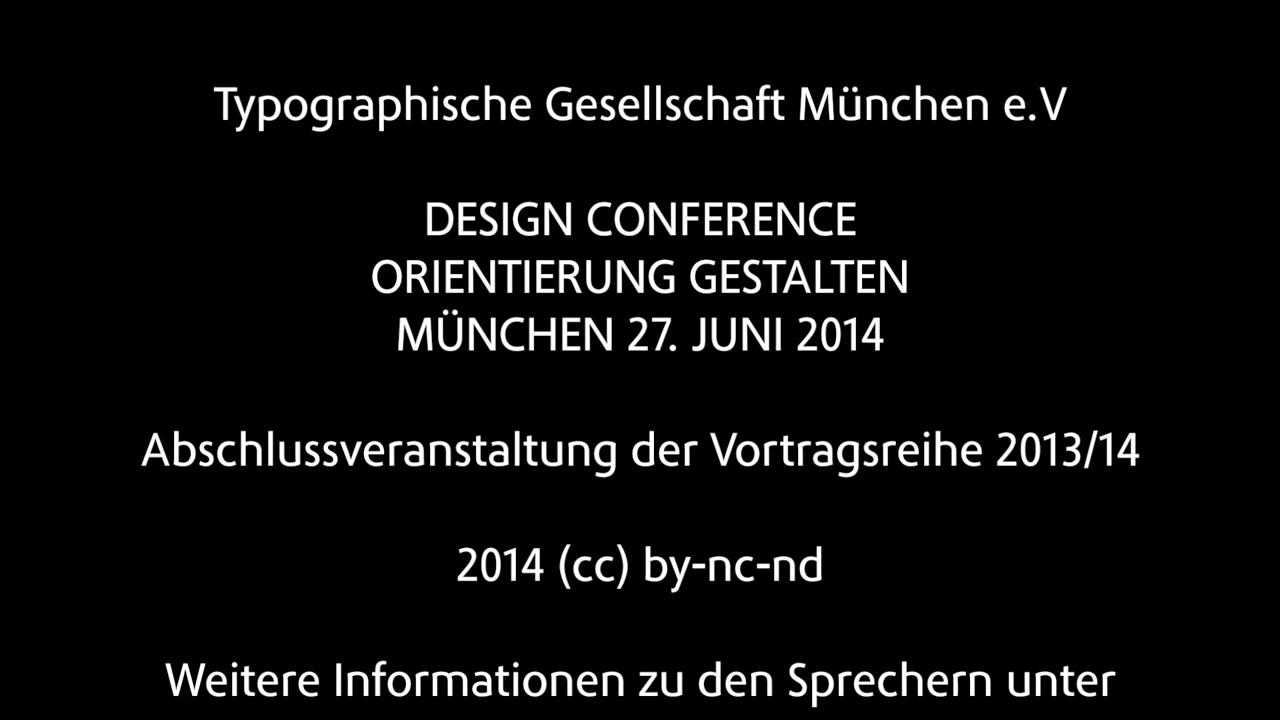 Typographische Gesellschaft München e.V
DESIGN CONFERENCE
ORIENTIERUNG GESTALTEN
MÜNCHEN 27. JUNI 2014
Abschlussveranstaltung der Vortragsreihe 2013/14
2014 (cc) by-nc-nd
Weitere Informationen zu den Sprechern unter